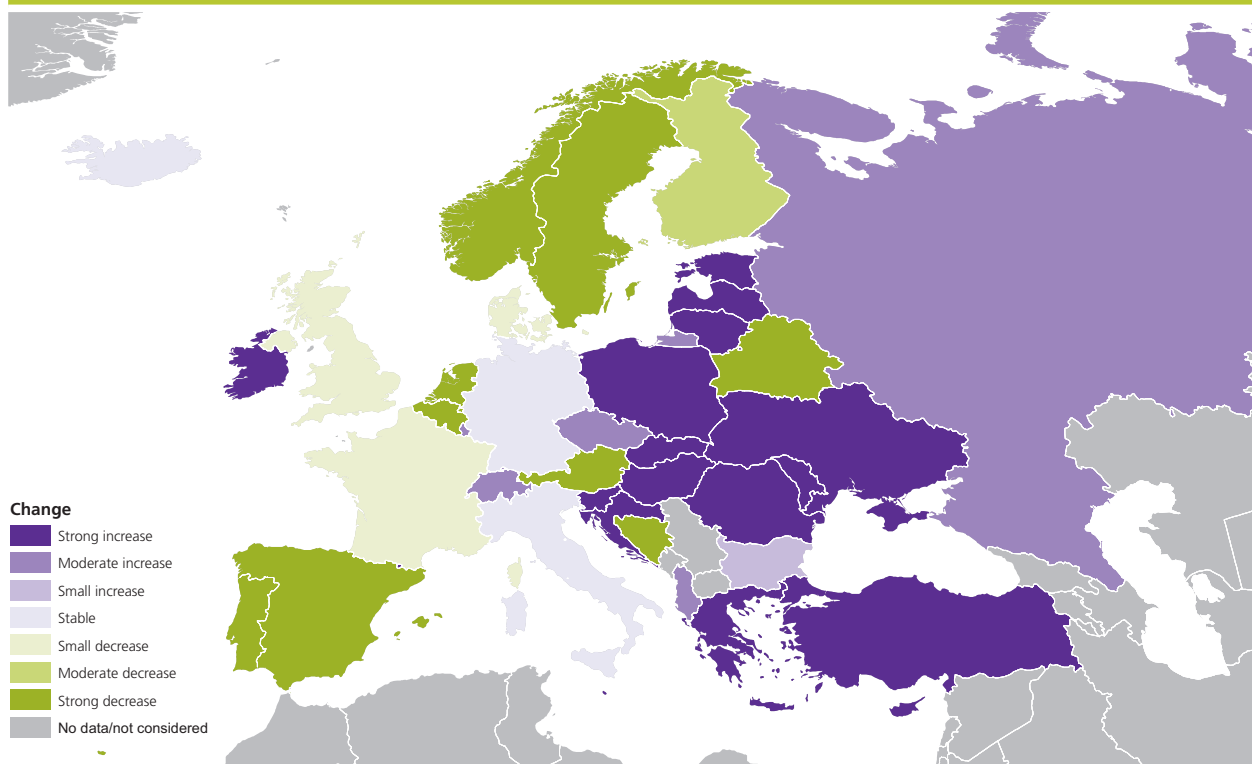 Change
Strong increase
Moderate increase
Small increase
Stable
Small decrease
Moderate decrease
Strong decrease
No data/not considered